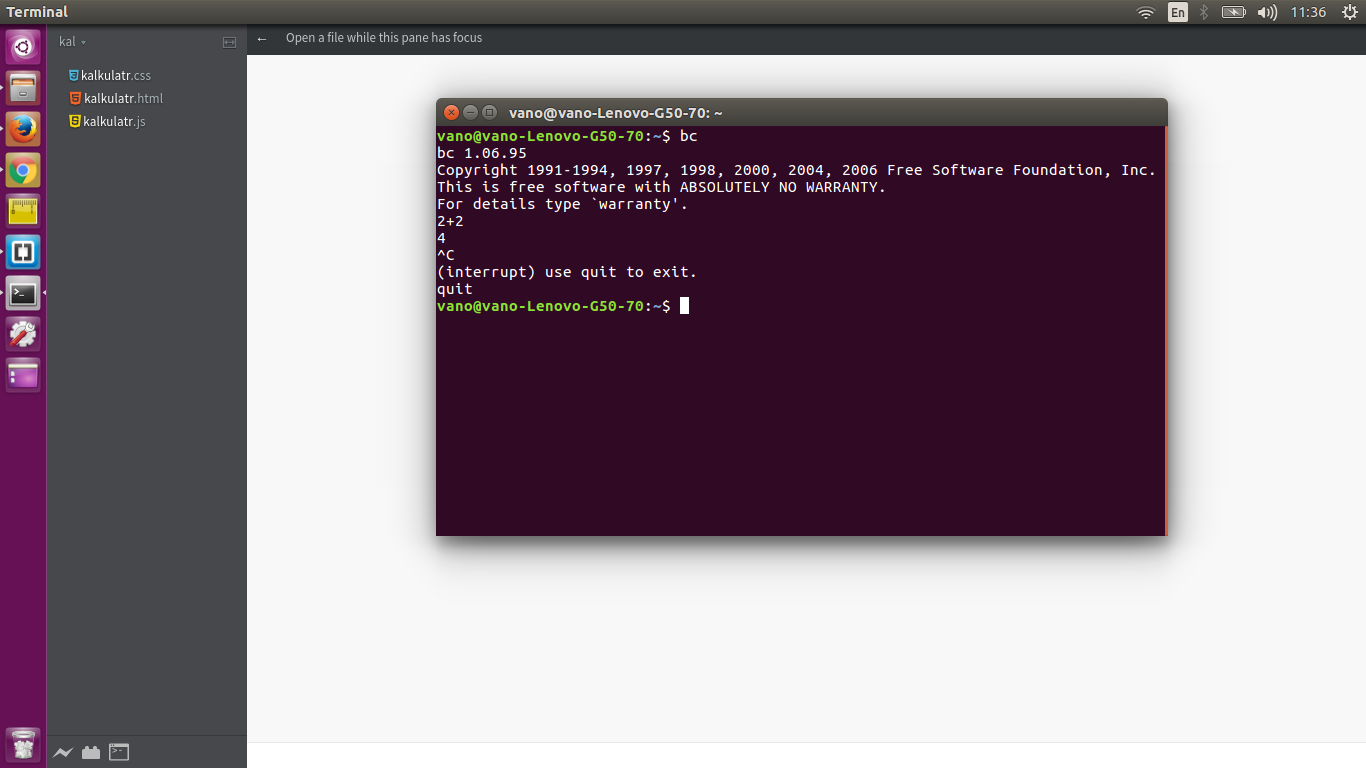 Terminal
En
11:36
kal
Open a file while this pane has focus
kalkulatr.css
kalkulatr.html
kalkulatr.js
vano@vano-Lenovo-G50-70: ~
vano@vano-Lenovo-G50-70:~$ bc
bc 1.06.95
Copyright 1991-1994, 1997, 1998, 2000, 2004, 2006 Free Software Foundation, Inc.
This is free software with ABSOLUTELY NO WARRANTY.
For details type `warranty'.
2+2
4
^C
(interrupt) use quit to exit.
quit
vano@vano-Lenovo-G50-70:~$